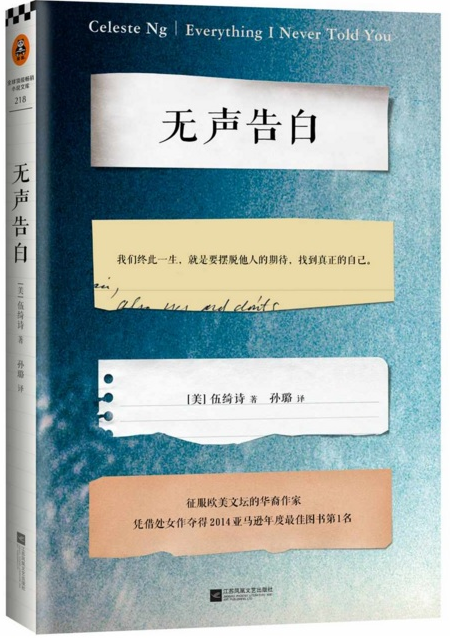 Celeste Ng | Everything I Never Told You
无声告白
我们终此一生，就是要摆脱他人的期待，找到真正的自己。
[美] 伍绮诗 著 孙璐 译
征服欧美文坛的华裔作家
凭借处女作夺得2014亚马逊年度最佳图书第1名
江苏凤凰文艺出版社
黑
218
无声告白
[美] 伍绮诗 著
孙璐 译